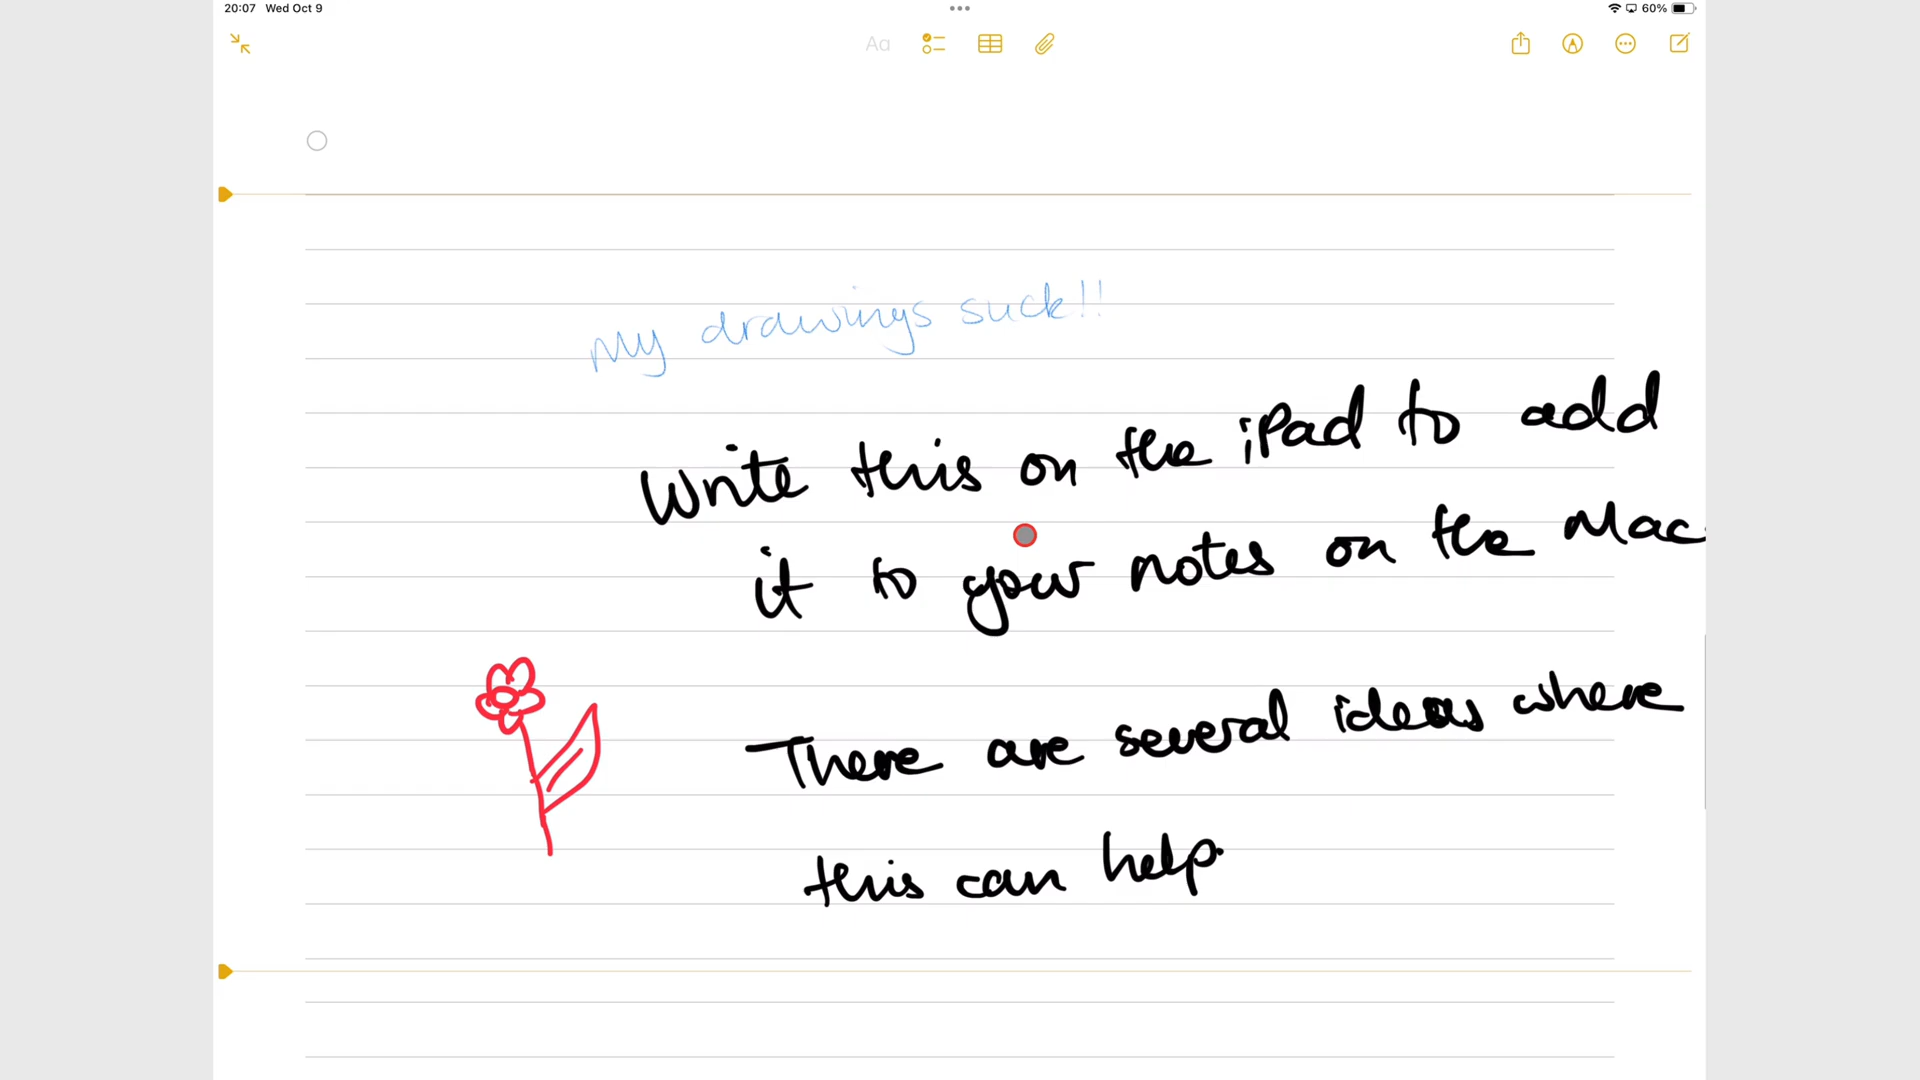 20:07 Wed Oct 9
60%
Aa
My drawings suck!!
Write this on the iPad to add
it to your notes on the Mac
There are several ideas where
this can help.